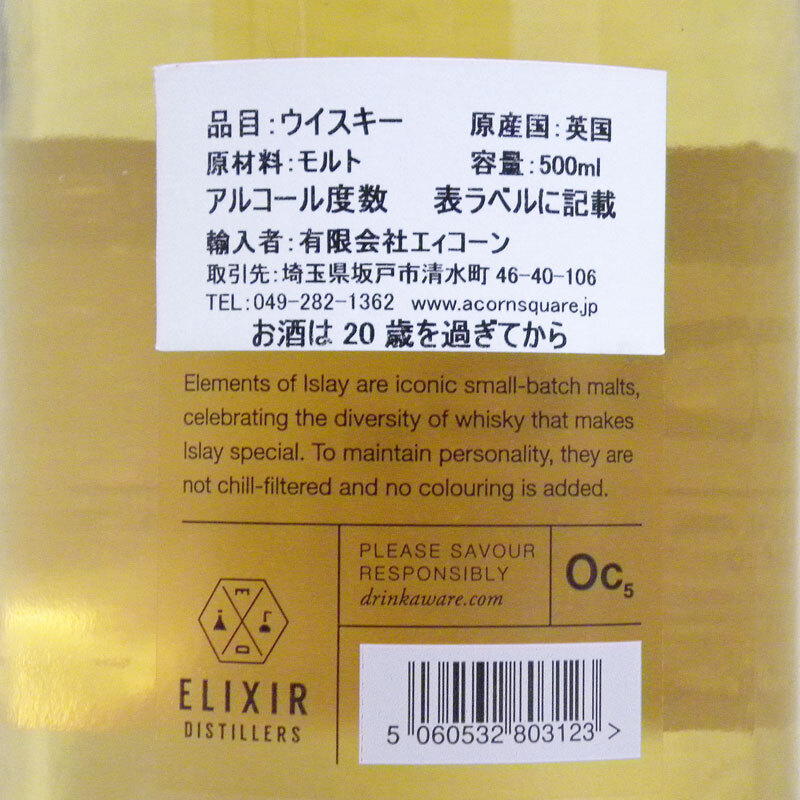 品目:ウイスキー 原産国:英国
原材料:モルト 容量:500ml
アルコール度数 表ラベルに記載
輸入者:有限会社エィコーン
取引先:埼玉県坂戸市清水町 46-40-106
TEL:049-282-1362 www.acornsquare.jp
お酒は 20 歳を過ぎてから
Elements of Islay are iconic small-batch malts,
celebrating the diversity of whisky that makes
Islay special. To maintain personality, they are
not chill-filtered and no colouring is added.
PLEASE SAVOUR
RESPONSIBLY
drinkaware.com
Oc5
ELIXIR
DISTILLERS
5 060532 803123 >